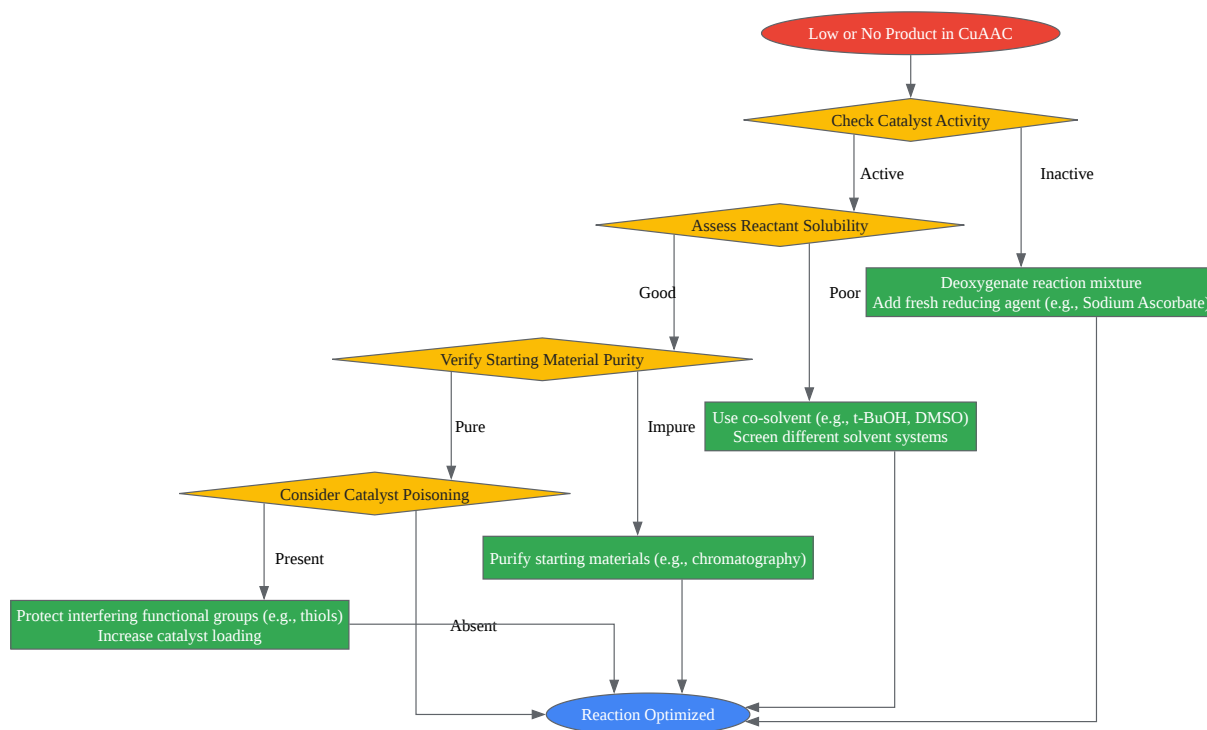 Low or No Product in CuAAC
Check Catalyst Activity
Active
Inactive
Assess Reactant Solubility
Deoxygenate reaction mixture
Add fresh reducing agent (e.g., Sodium Ascorbate)
Good
Poor
Verify Starting Material Purity
Use co-solvent (e.g., t-BuOH, DMSO)
Screen different solvent systems
Pure
Impure
Consider Catalyst Poisoning
Purify starting materials (e.g., chromatography)
Present
Protect interfering functional groups (e.g., thiols)
Increase catalyst loading
Absent
Reaction Optimized